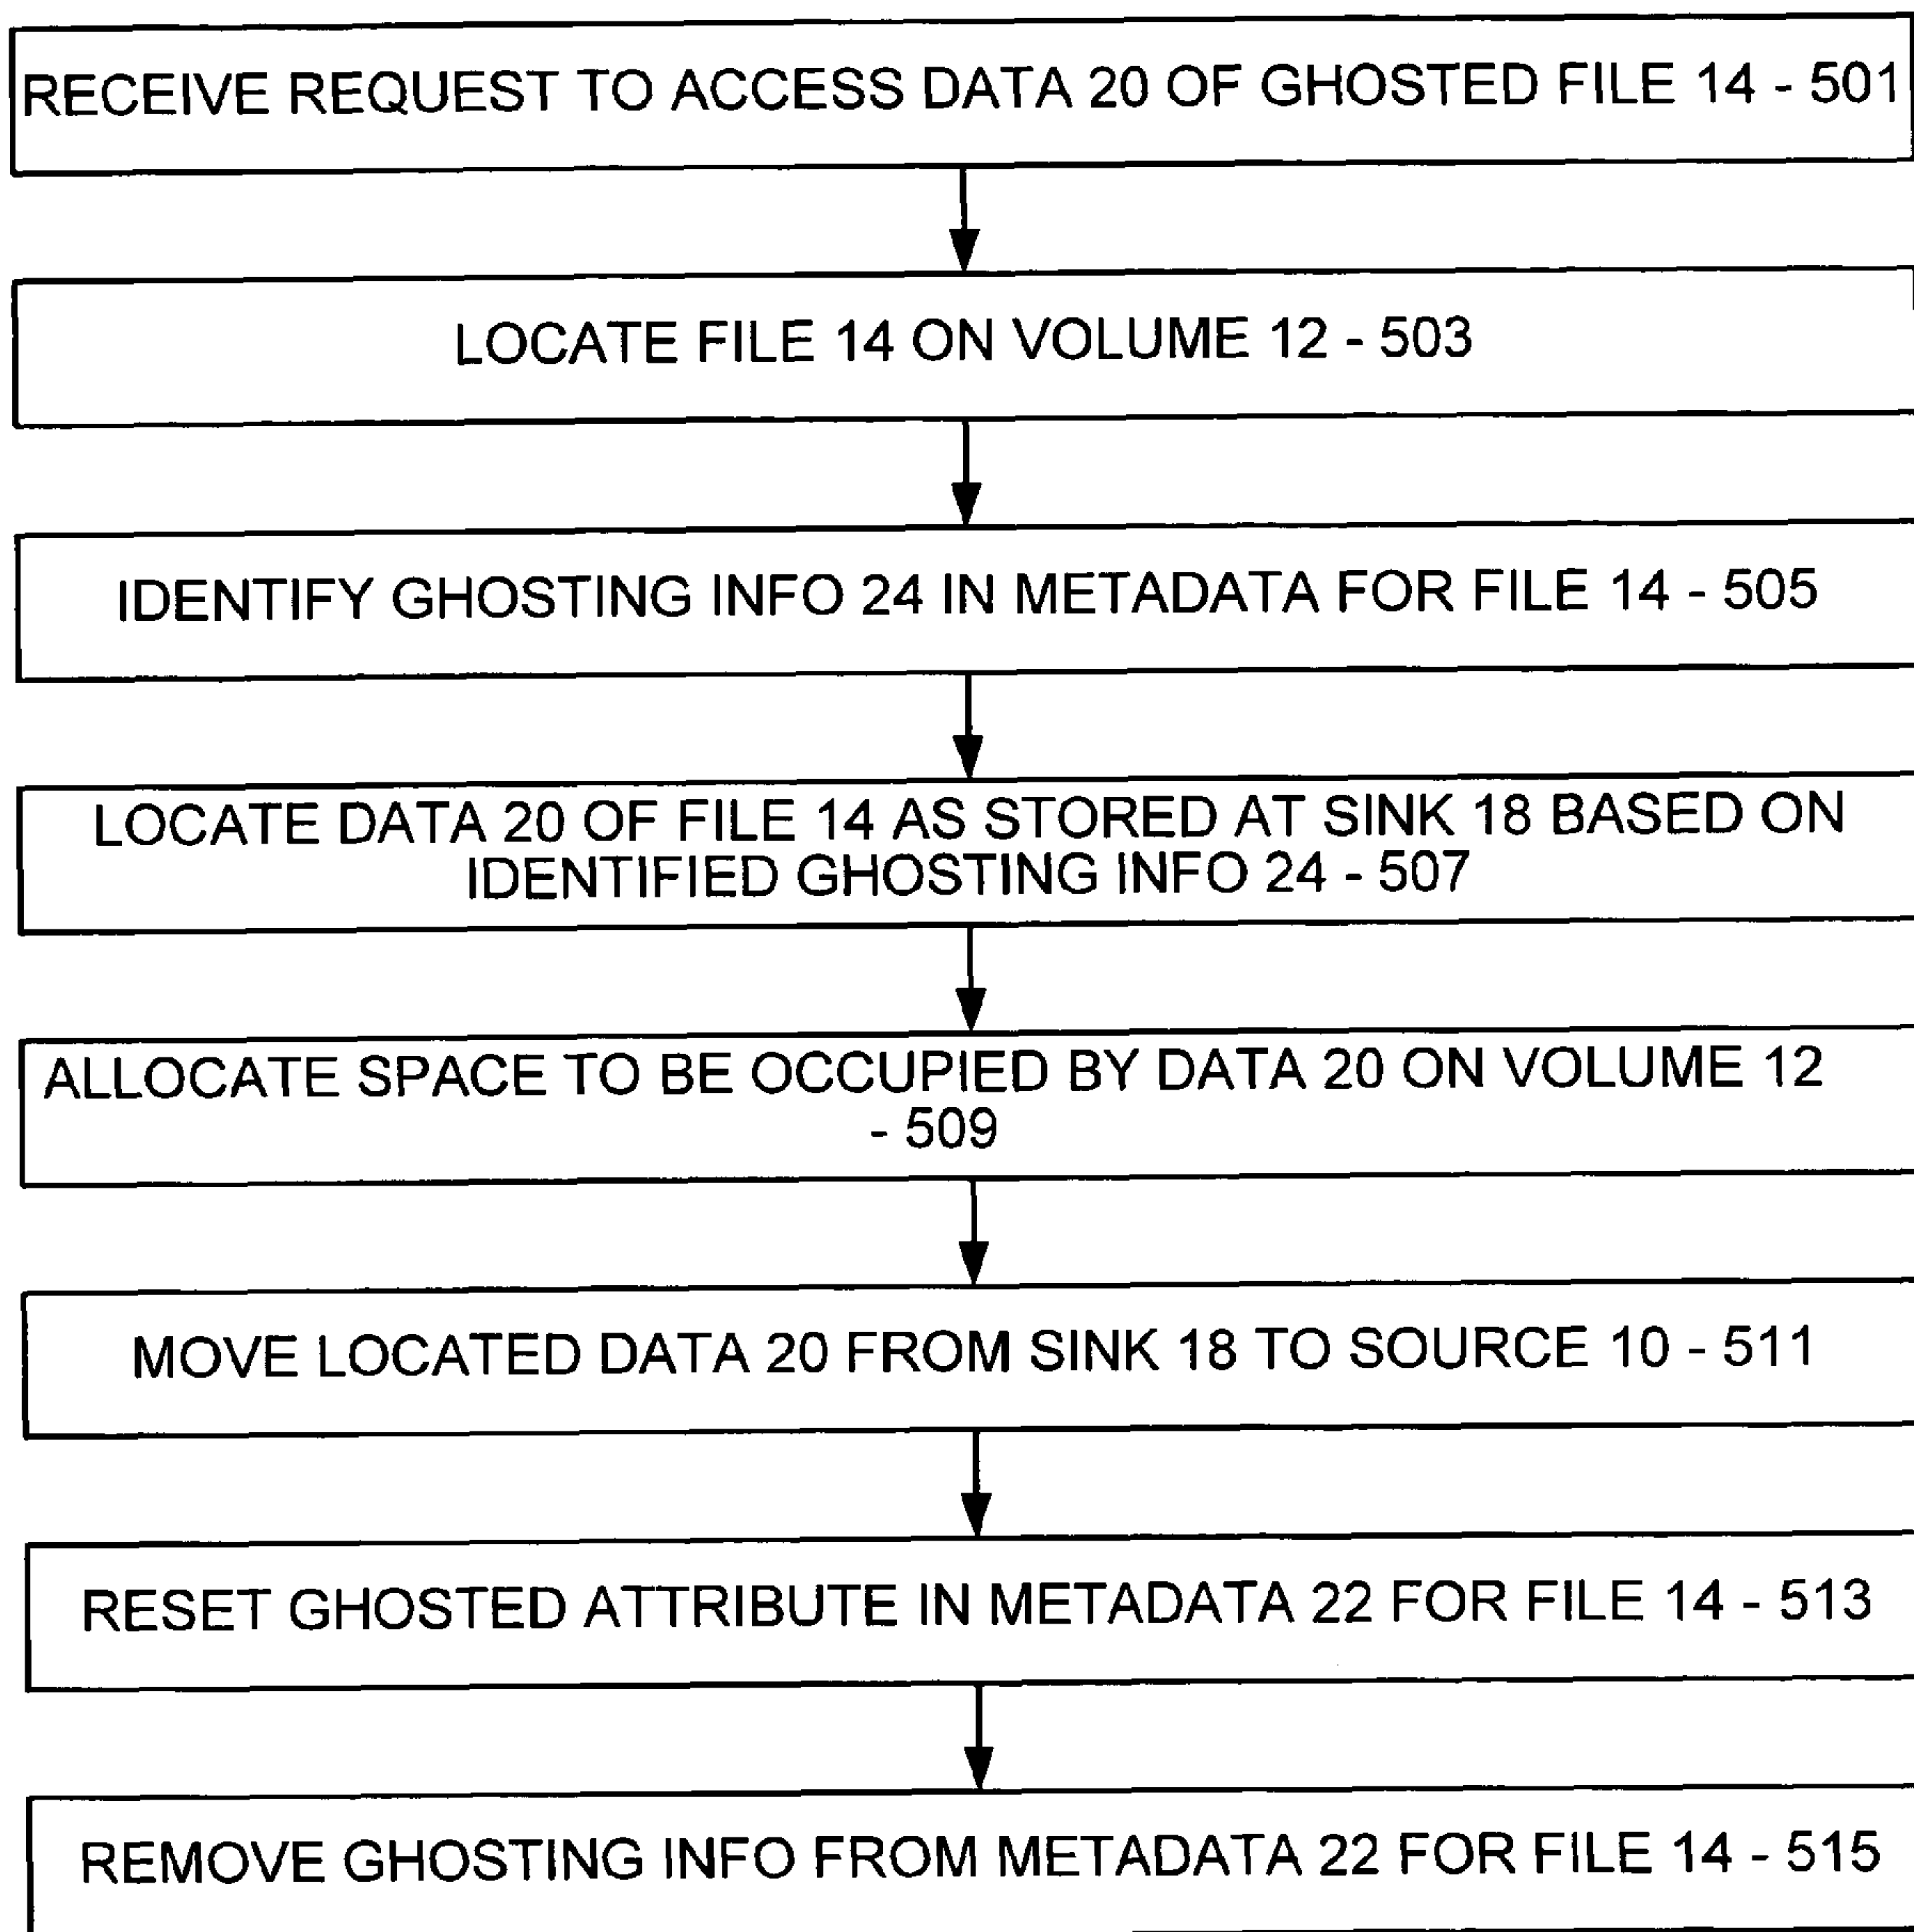 RECEIVE REQUEST TO ACCESS DATA 20 OF GHOSTED FILE 14 - 501
LOCATE FILE 14 ON VOLUME 12 - 503
IDENTIFY GHOSTING INFO 24 IN METADATA FOR FILE 14 - 505
LOCATE DATA 20 OF FILE 14 AS STORED AT SINK 18 BASED ON
IDENTIFIED GHOSTING INFO 24 - 507
ALLOCATE SPACE TO BE OCCUPIED BY DATA 20 ON VOLUME 12
- 509
MOVE LOCATED DATA 20 FROM SINK 18 TO SOURCE 10 - 511
RESET GHOSTED ATTRIBUTE IN METADATA 22 FOR FILE 14 - 513
REMOVE GHOSTING INFO FROM METADATA 22 FOR FILE 14 - 515